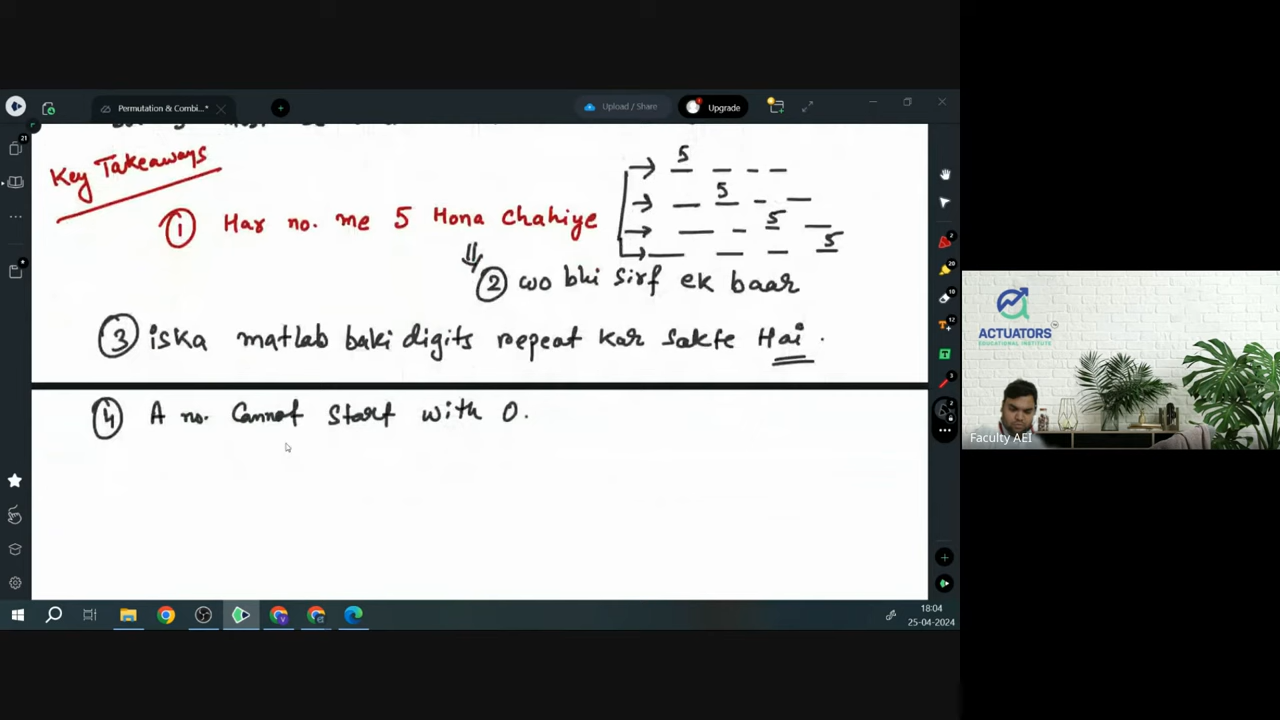 Permutation & Combi...*
Upload / Share
Upgrade
21
Key Takeaways
5
① Har no. me 5 Hona chahiye
5
5
5
⇓
② wo bhi sirf ek baar
③ iska matlab baki digits repeat kar sakte Hai.
④ A no. Cannot Start with 0.
ACTUATORS
EDUCATIONAL INSTITUTE
Faculty AEI
18:04
25-04-2024